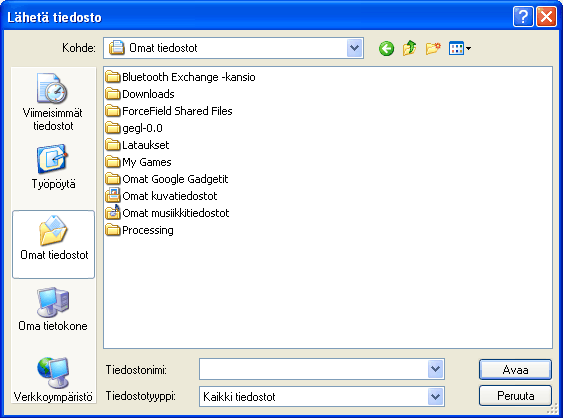 Lähetä tiedosto
Kohde:
Omat tiedostot
Viimeisimmät
tiedostot
Työpöytä
Omat tiedostot
Oma tietokone
Verkkoympäristö
Bluetooth Exchange -kansio
Downloads
ForceField Shared Files
gegl-0.0
Lataukset
My Games
Omat Google Gadgetit
Omat kuvatiedostot
Omat musiikkitiedostot
Processing
Tiedostonimi:
Avaa
Tiedostotyyppi:
Kaikki tiedostot
Peruuta